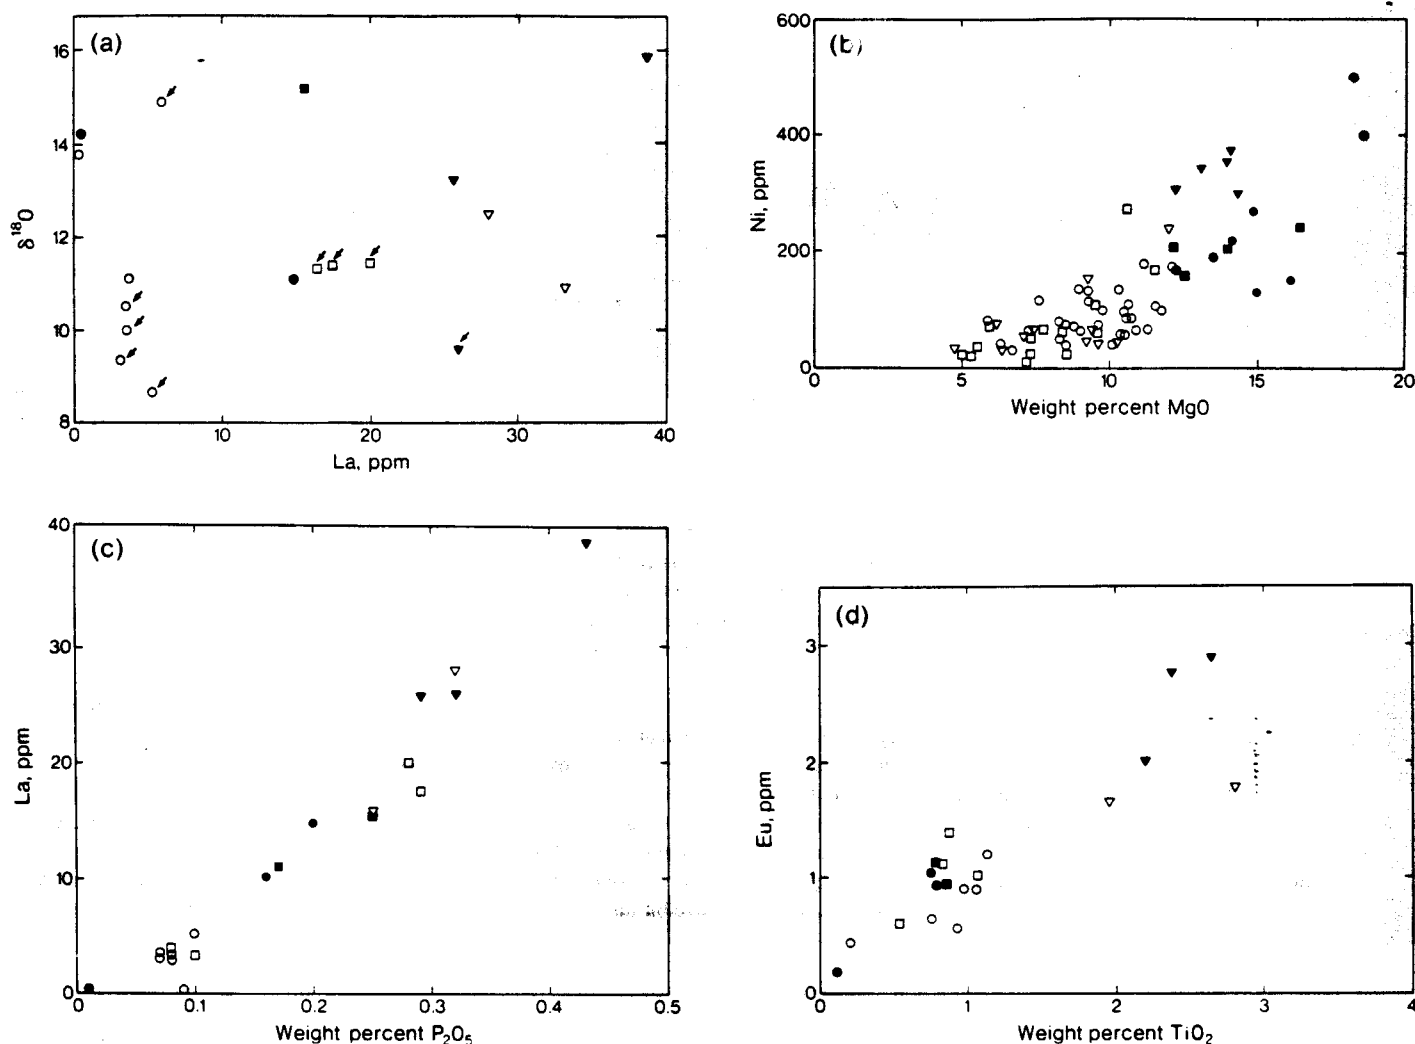 (a)
16
14
12
10
8
δ¹⁸O
0 10 20 30 40
La, ppm
(b)
600
400
200
0
Ni, ppm
0 5 10 15 20
Weight percent MgO
(c)
40
30
20
10
0
La, ppm
0 0.1 0.2 0.3 0.4 0.5
Weight percent P₂O₅
(d)
3
2
1
0
Eu, ppm
0 1 2 3 4
Weight percent TiO₂